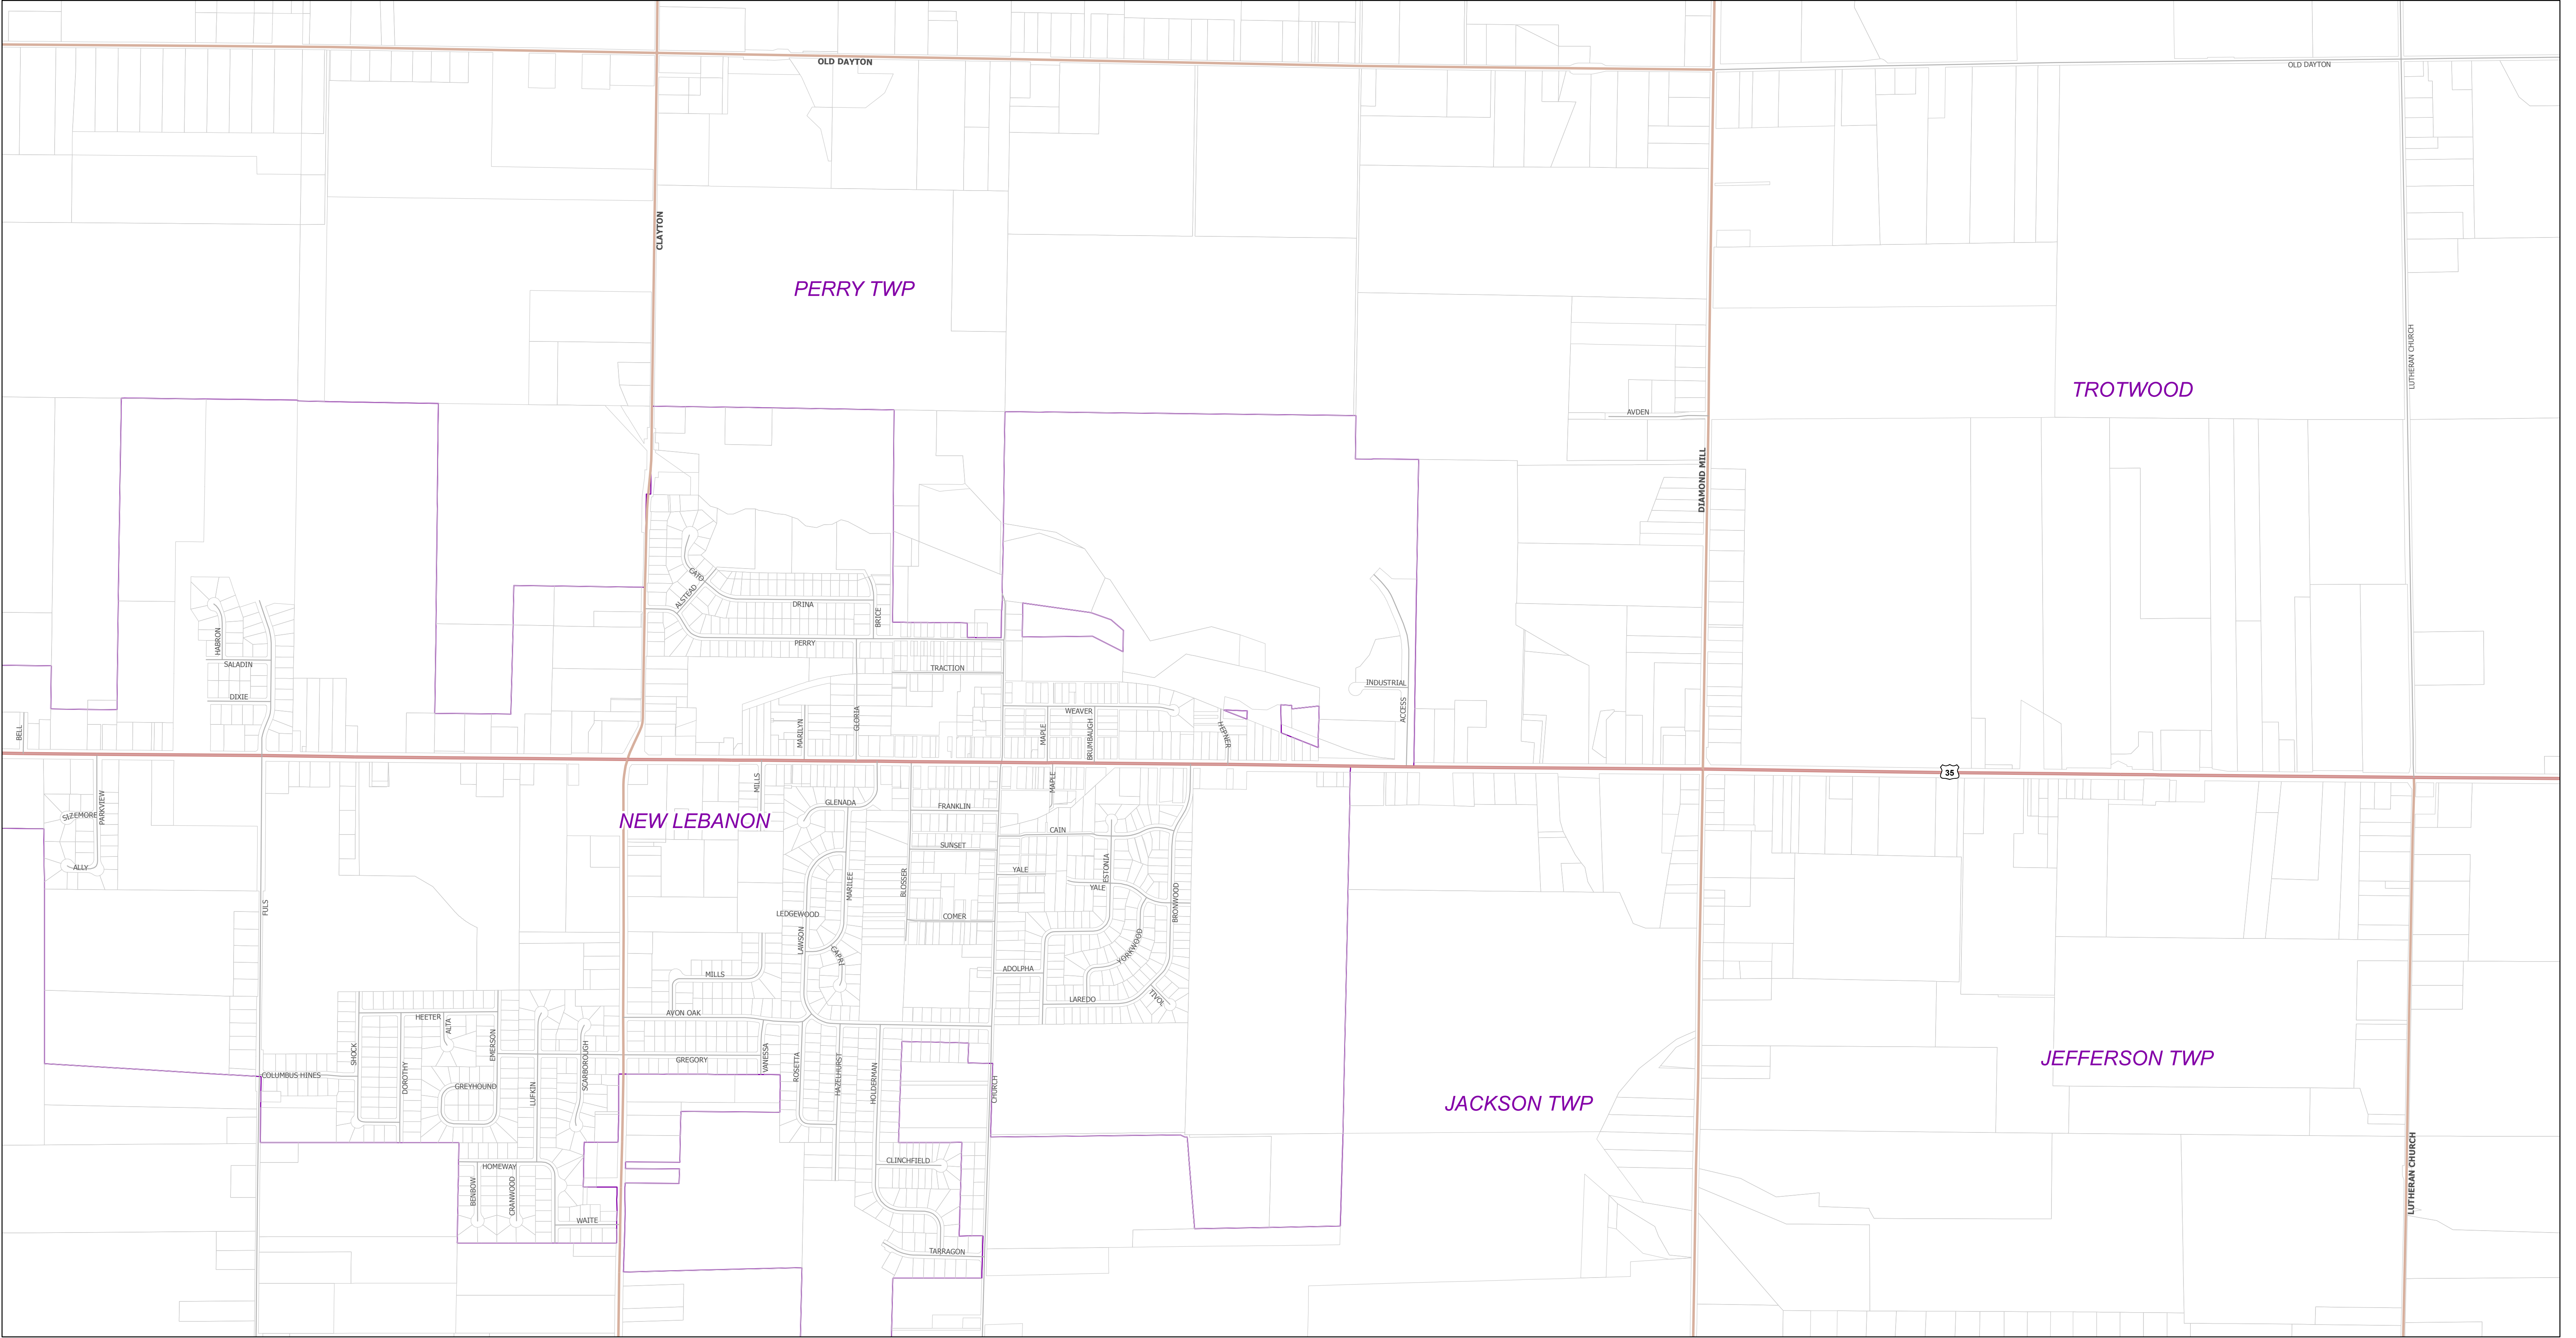 OLD DAYTON
OLD DAYTON
CLAYTON
PERRY TWP
LUTHERAN CHURCH
TROTWOOD
AVDEN
DIAMOND MILL
CATO
ALSTEAD
DRINA
BRICE
HABRON
SALADIN
PERRY
TRACTION
DIXIE
INDUSTRIAL
ACCESS
BELL
MARILYN
GLORIA
WEAVER
MAPLE
BRUMBAUGH
HEPNER
35
MILLS
MAPLE
SIZEMORE
PARKVIEW
GLENADA
FRANKLIN
NEW LEBANON
CAIN
SUNSET
ALLY
YALE
ESTONIA
YALE
MARILEE
BLOSSER
BRONWOOD
FULS
LEDGEWOOD
COMER
LAWSON
CAPRI
YORKWOOD
MILLS
ADOLPHA
LAREDO
TIVOL
HEETER
ALTA
AVON OAK
EMERSON
SHOCK
SCARBOROUGH
GREGORY
VANESSA
ROSETTA
HAZELHURST
HOLDERMAN
CHURCH
JEFFERSON TWP
COLUMBUS HINES
DOROTHY
GREYHOUND
LUFKIN
JACKSON TWP
CLINCHFIELD
HOMEWAY
BENBOW
CRANWOOD
WAITE
LUTHERAN CHURCH
TARRAGON